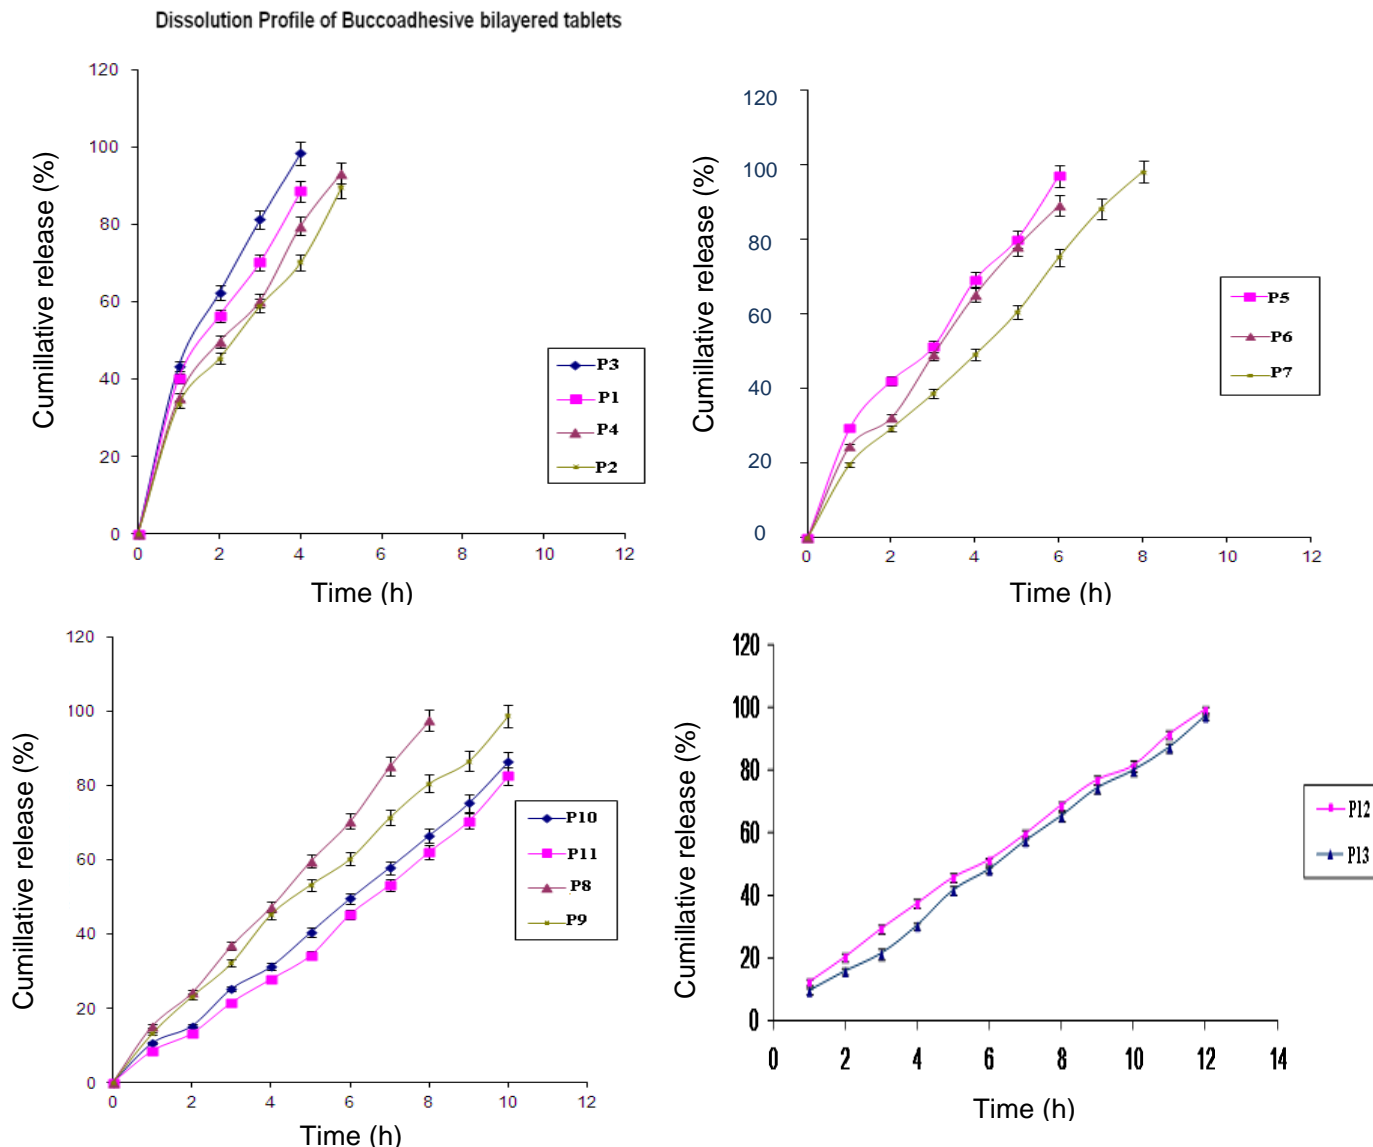 Dissolution Profile of Buccoadhesive bilayered tablets
Cumillative release (%)
120
100
80
60
40
20
0
0 2 4 6 8 10 12
Time (h)
P3
P1
P4
P2
Cumillative release (%)
120
100
80
60
40
20
0
0 2 4 6 8 10 12
Time (h)
P5
P6
P7
Cumillative release (%)
120
100
80
60
40
20
0
0 2 4 6 8 10 12
Time (h)
P10
P11
P8
P9
Cumillative release (%)
120
100
80
60
40
20
0
0 2 4 6 8 10 12 14
Time (h)
P12
P13